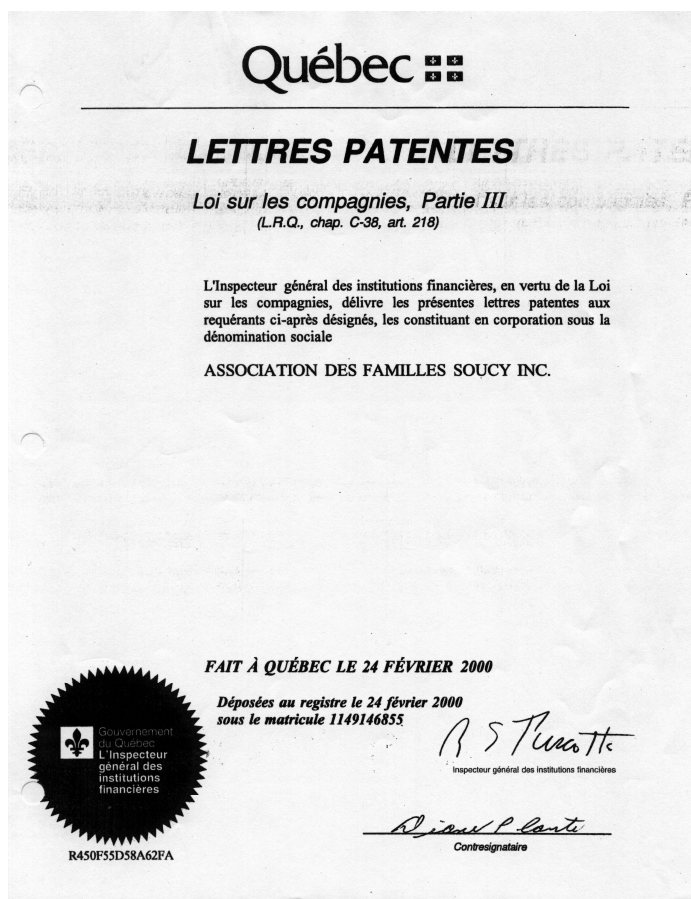 Québec
LETTRES PATENTES
Loi sur les compagnies, Partie III
(L.R.Q., chap. C-38, art. 218)
L'Inspecteur général des institutions financières, en vertu de la Loi
sur les compagnies, délivre les présentes lettres patentes aux
requérants ci-après désignés, les constituant en corporation sous la
dénomination sociale
ASSOCIATION DES FAMILLES SOUCY INC.
FAIT À QUÉBEC LE 24 FÉVRIER 2000
Déposées au registre le 24 février 2000
sous le matricule 1149146855
Gouvernement
du Québec
L'Inspecteur
général des
institutions
financières
R450F55D58A62FA
Inspecteur général des institutions financières
Diane Plante
Contresignataire